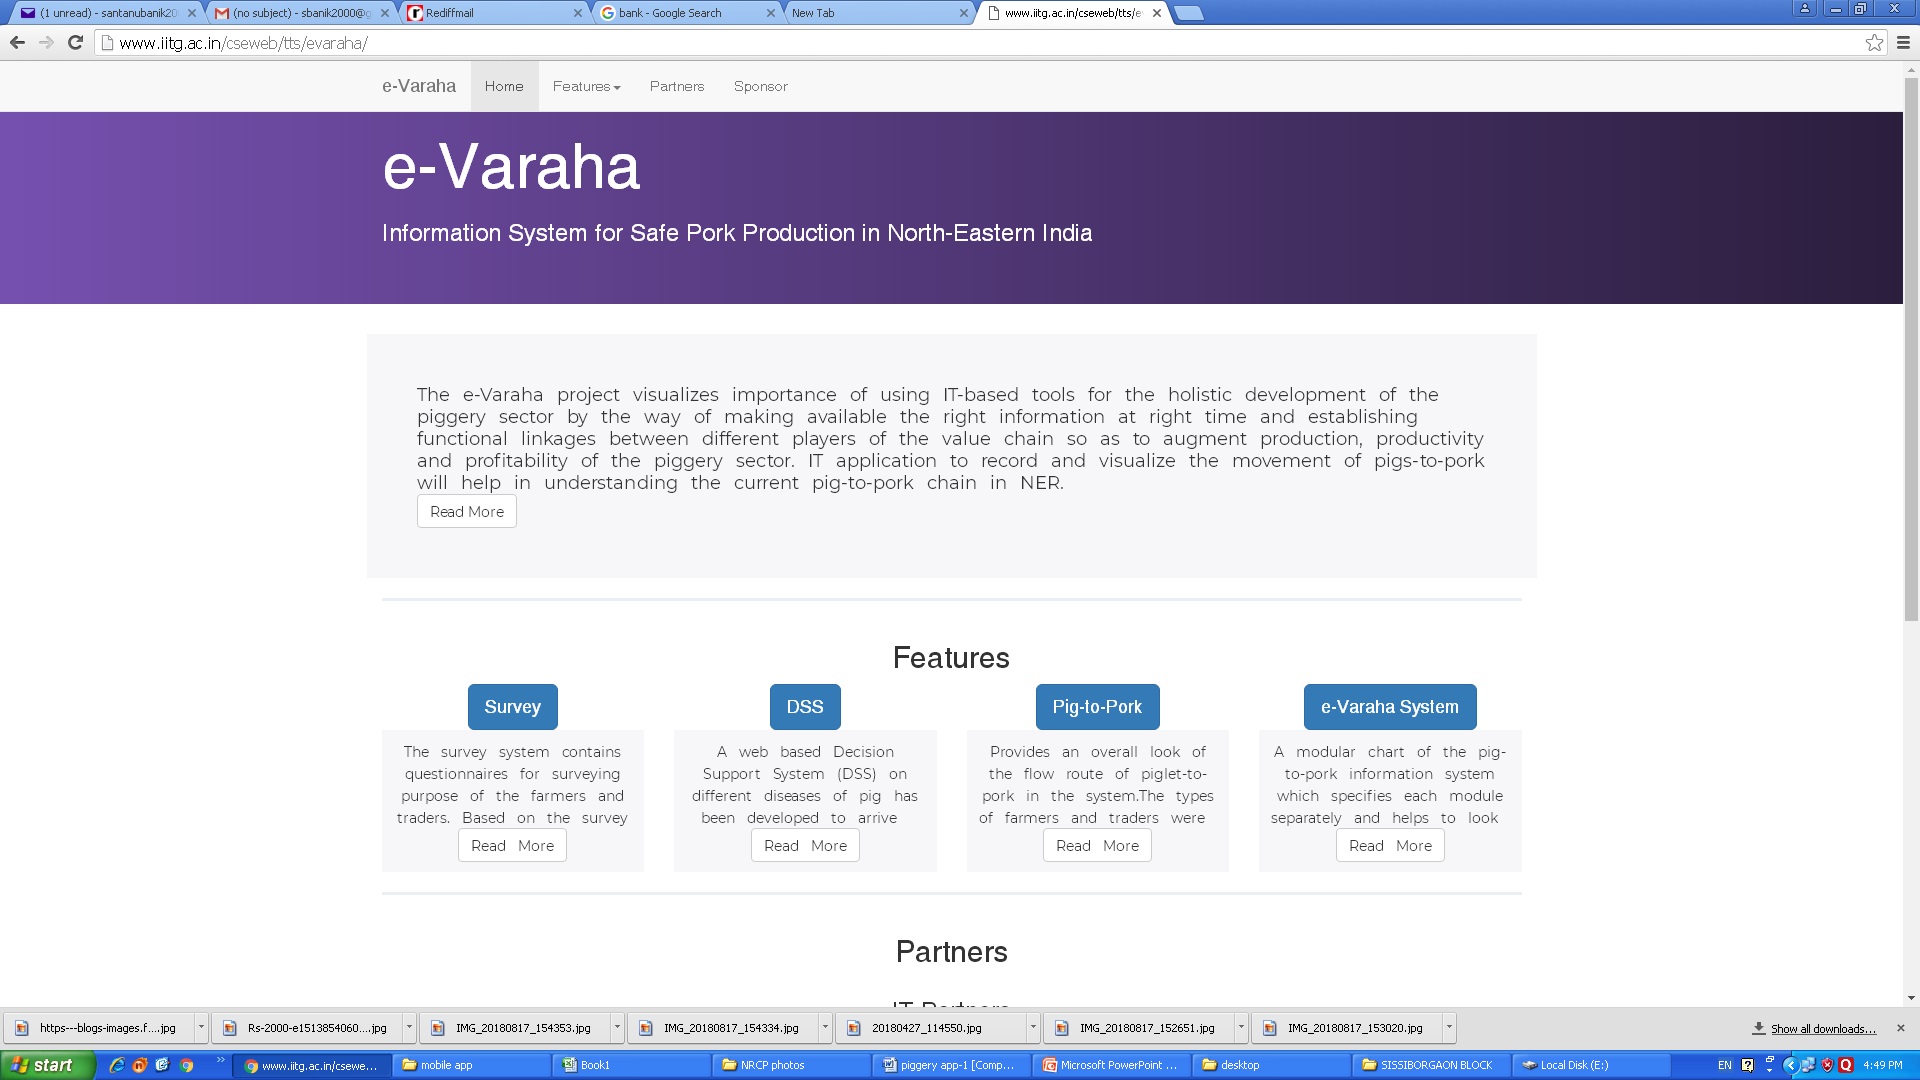 (1 unread) - santanubanik20
(no subject) - sbanik2000@g
Rediffmail
bank - Google Search
New Tab
www.iitg.ac.in/cseweb/tts/e
www.iitg.ac.in/cseweb/tts/evaraha/
e-Varaha Home Features Partners Sponsor
e-Varaha
Information System for Safe Pork Production in North-Eastern India
The e-Varaha project visualizes importance of using IT-based tools for the holistic development of the
piggery sector by the way of making available the right information at right time and establishing
functional linkages between different players of the value chain so as to augment production, productivity
and profitability of the piggery sector. IT application to record and visualize the movement of pigs-to-pork
will help in understanding the current pig-to-pork chain in NER.
Read More
Features
Survey
The survey system contains
questionnaires for surveying
purpose of the farmers and
traders. Based on the survey
Read More
DSS
A web based Decision
Support System (DSS) on
different diseases of pig has
been developed to arrive
Read More
Pig-to-Pork
Provides an overall look of
the flow route of piglet-to-
pork in the system.The types
of farmers and traders were
Read More
e-Varaha System
A modular chart of the pig-
to-pork information system
which specifies each module
separately and helps to look
Read More
Partners
IT Partners
https---blogs-images.f....jpg
Rs-2000-e1513854060....jpg
IMG_20180817_154353.jpg
IMG_20180817_154334.jpg
20180427_114550.jpg
IMG_20180817_152651.jpg
IMG_20180817_153020.jpg
Show all downloads...
start
www.iitg.ac.in/csewe...
mobile app
Book1
NRCP photos
piggery app-1 [Comp...
Microsoft PowerPoint ...
desktop
SISSIBORGAON BLOCK
Local Disk (E:)
EN
4:49 PM